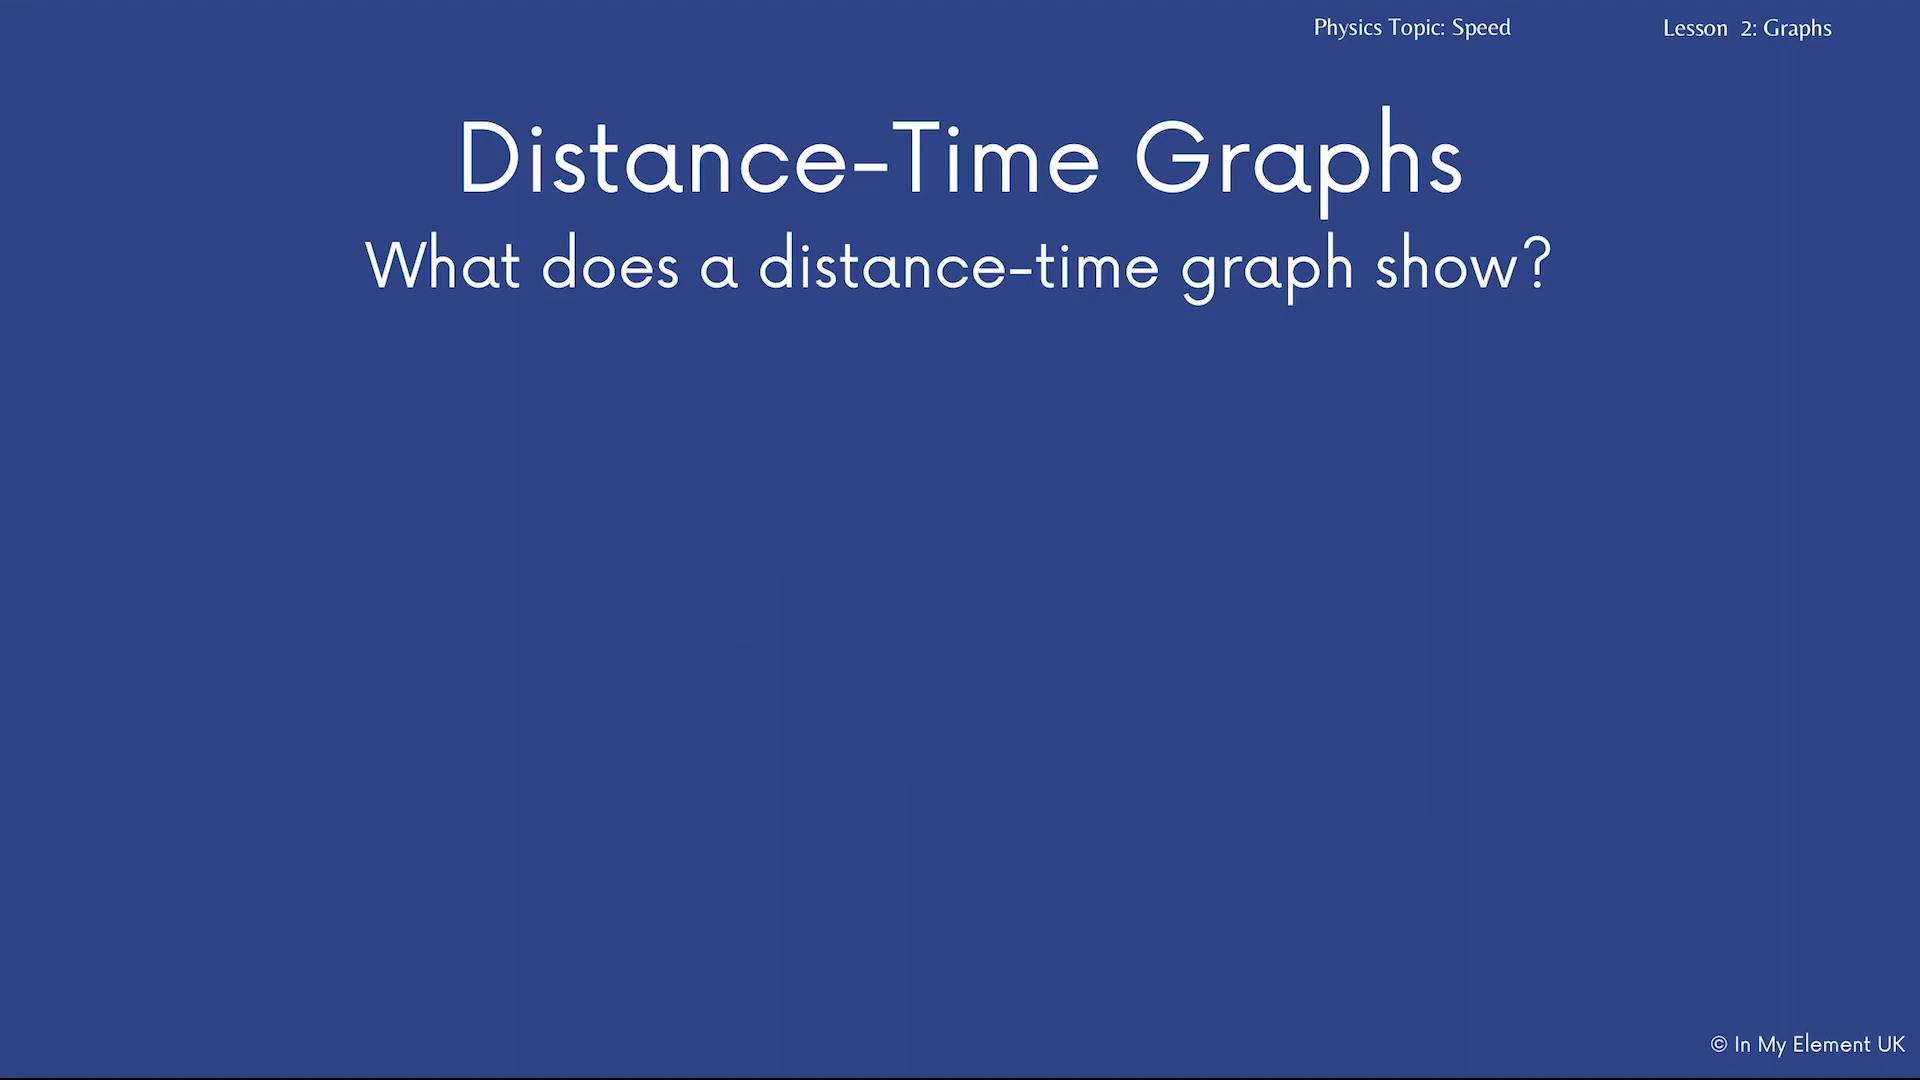 Physics Topic: Speed
Lesson 2: Graphs
Distance-Time Graphs
What does a distance-time graph show?
© In My Element UK